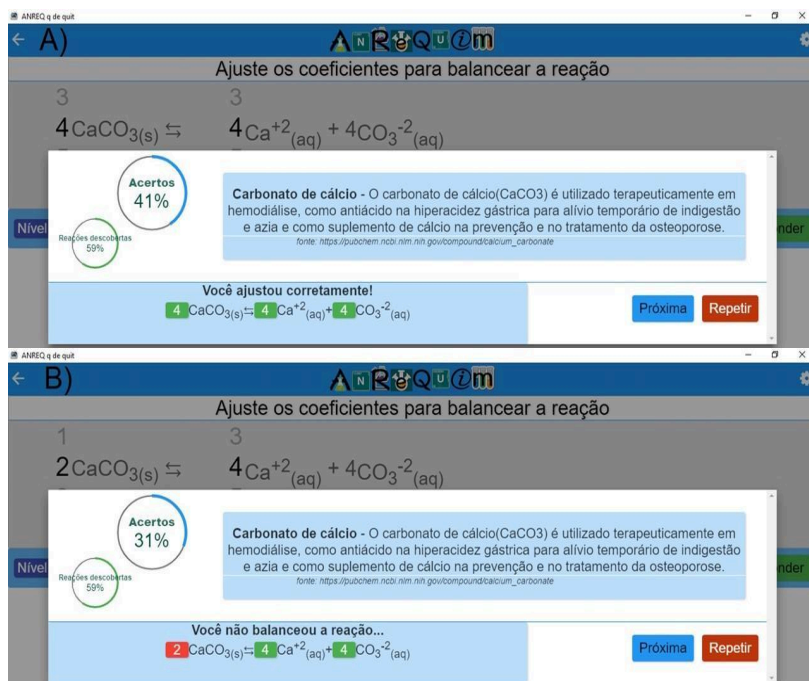 ANREQ q de quit
A)
ANReQUim
Ajuste os coeficientes para balancear a reação
3 3
4 CaCO3(s) ⇆ 4 Ca+2(aq) + 4CO3-2(aq)
Acertos
41%
Reações descobertas
59%
Carbonato de cálcio - O carbonato de cálcio(CaCO3) é utilizado terapeuticamente em
hemodiálise, como antiácido na hiperacidez gástrica para alívio temporário de indigestão
e azia e como suplemento de cálcio na prevenção e no tratamento da osteoporose.
fonte: https://pubchem.ncbi.nlm.nih.gov/compound/calcium_carbonate
Nível
nder
Você ajustou corretamente!
4 CaCO3(s)⇆ 4 Ca+2(aq)+ 4 CO3-2(aq)
Próxima Repetir
ANREQ q de quit
B)
ANReQUim
Ajuste os coeficientes para balancear a reação
1 3
2 CaCO3(s) ⇆ 4 Ca+2(aq) + 4CO3-2(aq)
Acertos
31%
Reações descobertas
59%
Carbonato de cálcio - O carbonato de cálcio(CaCO3) é utilizado terapeuticamente em
hemodiálise, como antiácido na hiperacidez gástrica para alívio temporário de indigestão
e azia e como suplemento de cálcio na prevenção e no tratamento da osteoporose.
fonte: https://pubchem.ncbi.nlm.nih.gov/compound/calcium_carbonate
Nível
nder
Você não balanceou a reação...
2 CaCO3(s)⇆ 4 Ca+2(aq)+ 4 CO3-2(aq)
Próxima Repetir